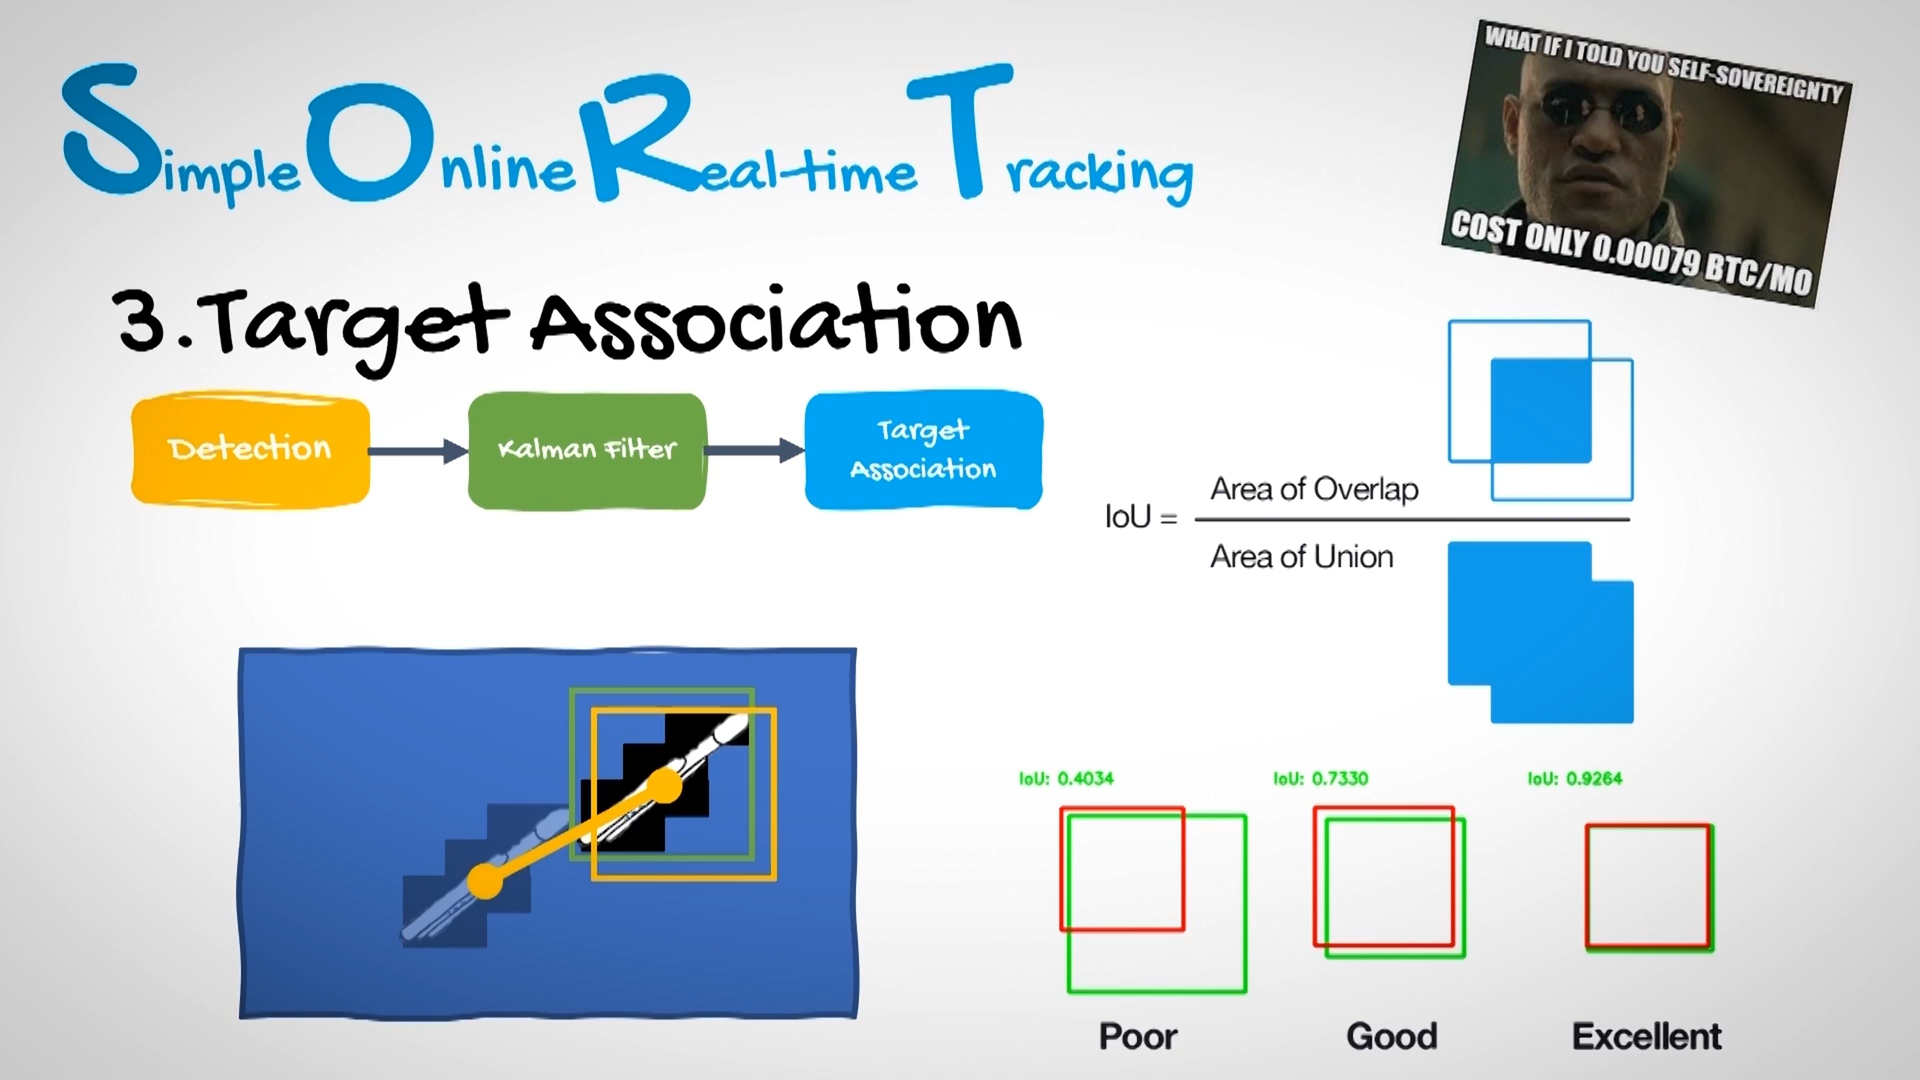 Simple Online Real-time Tracking
WHAT IF I TOLD YOU SELF-SOVEREIGNTY
COST ONLY 0.00079 BTC/MO
3. Target Association
Detection
Kalman Filter
Target
Association
IoU =
Area of Overlap
Area of Union
IoU: 0.4034
IoU: 0.7330
IoU: 0.9264
Poor
Good
Excellent